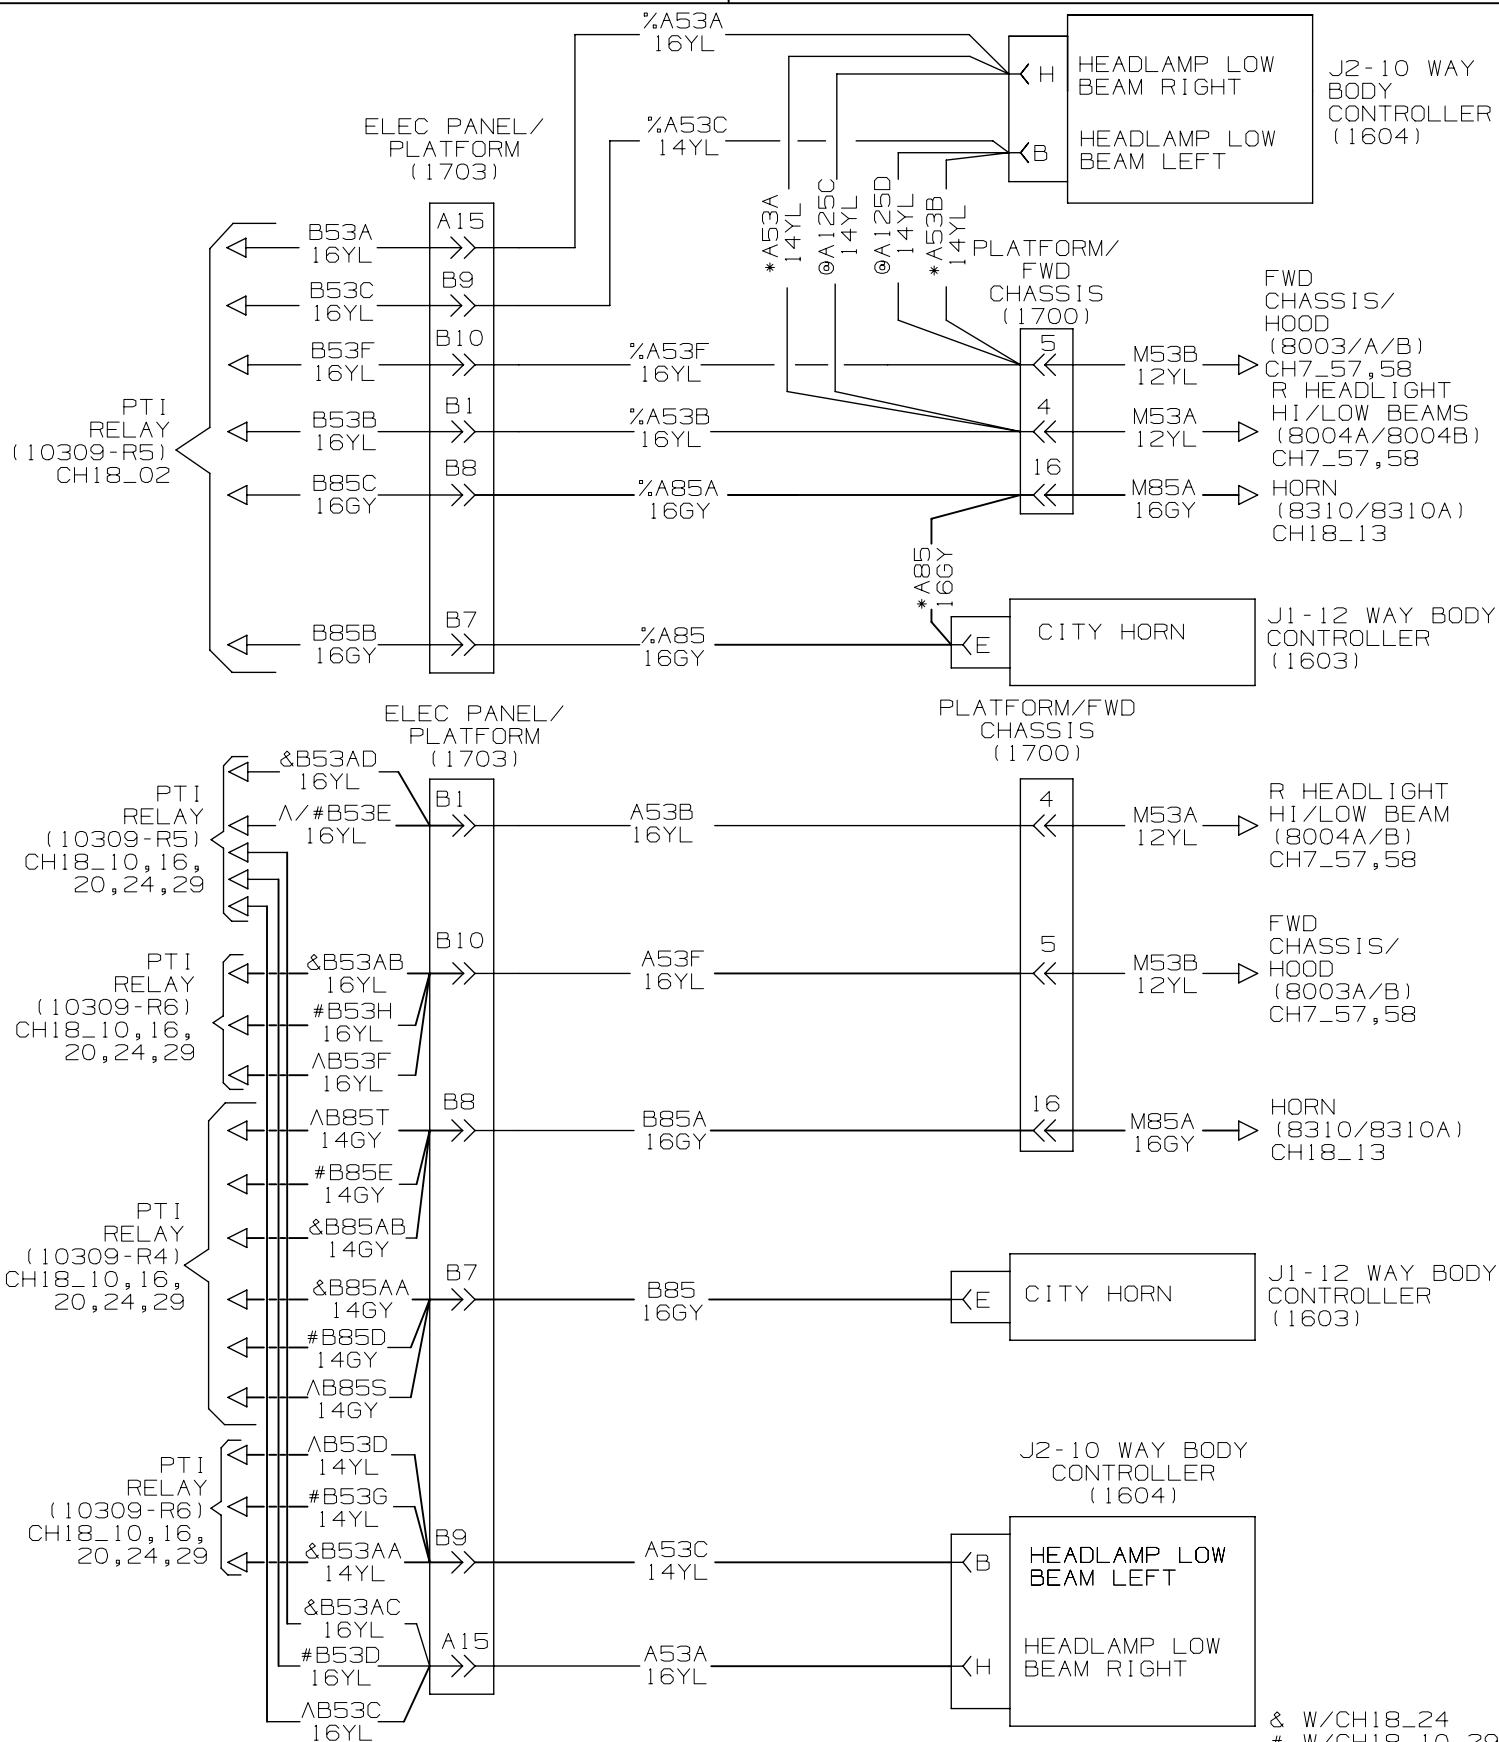 %A53A
16YL
HEADLAMP LOW
BEAM RIGHT
H
J2-10 WAY
BODY
CONTROLLER
(1604)
HEADLAMP LOW
BEAM LEFT
B
%A53C
14YL
ELEC PANEL/
PLATFORM
(1703)
*A53A
14YL
@A125C
14YL
@A125D
14YL
*A53B
14YL
PLATFORM/
FWD
CHASSIS
(1700)
PTI
RELAY
(10309-R5)
CH18_02
B53A
16YL
A15
B53C
16YL
B9
B53F
16YL
B10
%A53F
16YL
5
M53B
12YL
FWD
CHASSIS/
HOOD
(8003/A/B)
CH7_57,58
B53B
16YL
B1
%A53B
16YL
4
M53A
12YL
R HEADLIGHT
HI/LOW BEAMS
(8004A/8004B)
CH7_57,58
B85C
16GY
B8
%A85A
16GY
16
M85A
16GY
HORN
(8310/8310A)
CH18_13
*A85
16GY
B85B
16GY
B7
%A85
16GY
E
CITY HORN
J1-12 WAY BODY
CONTROLLER
(1603)
ELEC PANEL/
PLATFORM
(1703)
PLATFORM/FWD
CHASSIS
(1700)
PTI
RELAY
(10309-R5)
CH18_10,16,
20,24,29
&B53AD
16YL
Λ/#B53E
16YL
B1
A53B
16YL
4
M53A
12YL
R HEADLIGHT
HI/LOW BEAM
(8004A/B)
CH7_57,58
PTI
RELAY
(10309-R6)
CH18_10,16,
20,24,29
&B53AB
16YL
#B53H
16YL
ΛB53F
16YL
B10
A53F
16YL
5
M53B
12YL
FWD
CHASSIS/
HOOD
(8003A/B)
CH7_57,58
PTI
RELAY
(10309-R4)
CH18_10,16,
20,24,29
ΛB85T
14GY
#B85E
14GY
&B85AB
14GY
B8
B85A
16GY
16
M85A
16GY
HORN
(8310/8310A)
CH18_13
&B85AA
14GY
#B85D
14GY
ΛB85S
14GY
B7
B85
16GY
E
CITY HORN
J1-12 WAY BODY
CONTROLLER
(1603)
PTI
RELAY
(10309-R6)
CH18_10,16,
20,24,29
ΛB53D
14YL
#B53G
14YL
&B53AA
14YL
B9
A53C
14YL
J2-10 WAY BODY
CONTROLLER
(1604)
B
HEADLAMP LOW
BEAM LEFT
&B53AC
16YL
#B53D
16YL
ΛB53C
16YL
A15
A53A
16YL
H
HEADLAMP LOW
BEAM RIGHT
& W/CH18_24
# W/CH18_10,29